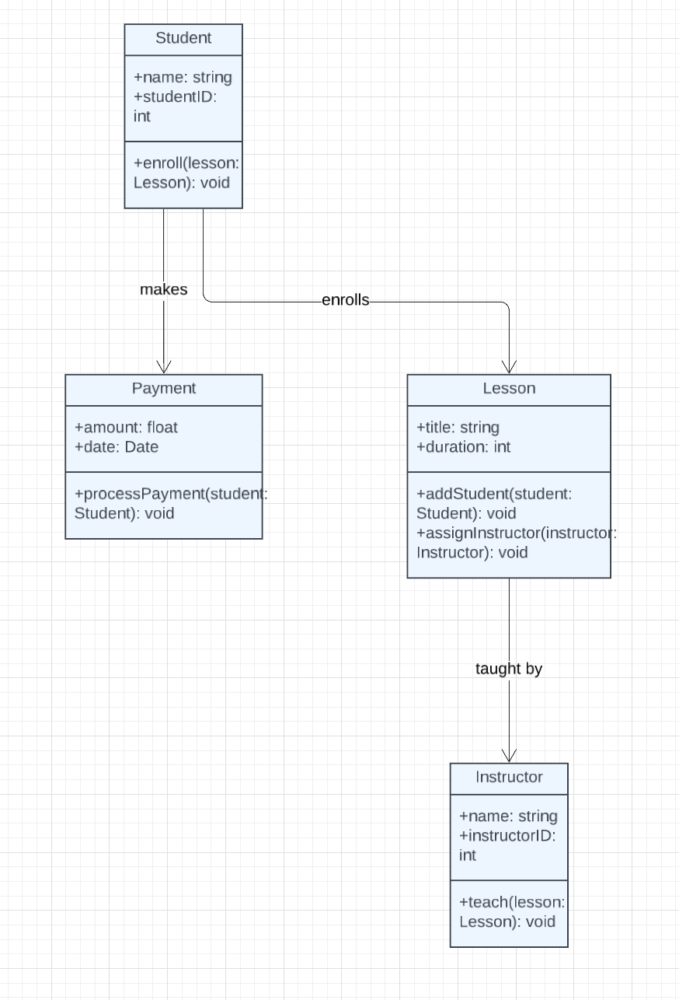 Student
+name: string
+studentID:
int
+enroll(lesson:
Lesson): void
makes
enrolls
Payment
+amount: float
+date: Date
+processPayment(student:
Student): void
Lesson
+title: string
+duration: int
+addStudent(student:
Student): void
+assignInstructor(instructor:
Instructor): void
taught by
Instructor
+name: string
+instructorID:
int
+teach(lesson:
Lesson): void